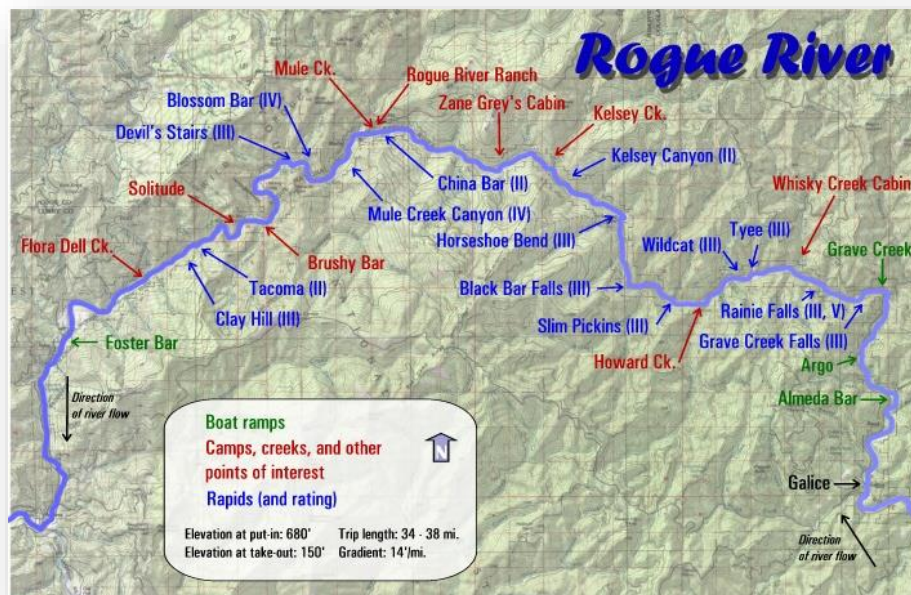 Rogue River
Mule Ck.
Rogue River Ranch
Blossom Bar (IV)
Zane Grey's Cabin
Kelsey Ck.
Devil's Stairs (III)
Kelsey Canyon (II)
China Bar (II)
Whisky Creek Cabin
Solitude
Mule Creek Canyon (IV)
Tyee (III)
Flora Dell Ck.
Horseshoe Bend (III)
Wildcat (III)
Grave Creek
Brushy Bar
Tacoma (II)
Black Bar Falls (III)
Rainie Falls (III, V)
Clay Hill (III)
Slim Pickins (III)
Grave Creek Falls (III)
Foster Bar
Howard Ck.
Argo
Almeda Bar
Direction
of river flow
Boat ramps
Camps, creeks, and other
points of interest
N
Rapids (and rating)
Galice
Elevation at put-in: 680' Trip length: 34 - 38 mi.
Elevation at take-out: 150' Gradient: 14'/mi.
Direction
of river flow